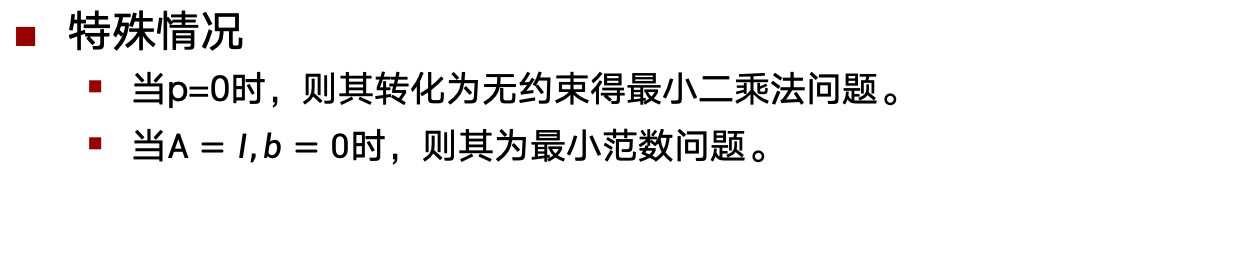 特殊情况
当p=0时，则其转化为无约束得最小二乘法问题。
当A = I, b = 0时，则其为最小范数问题。